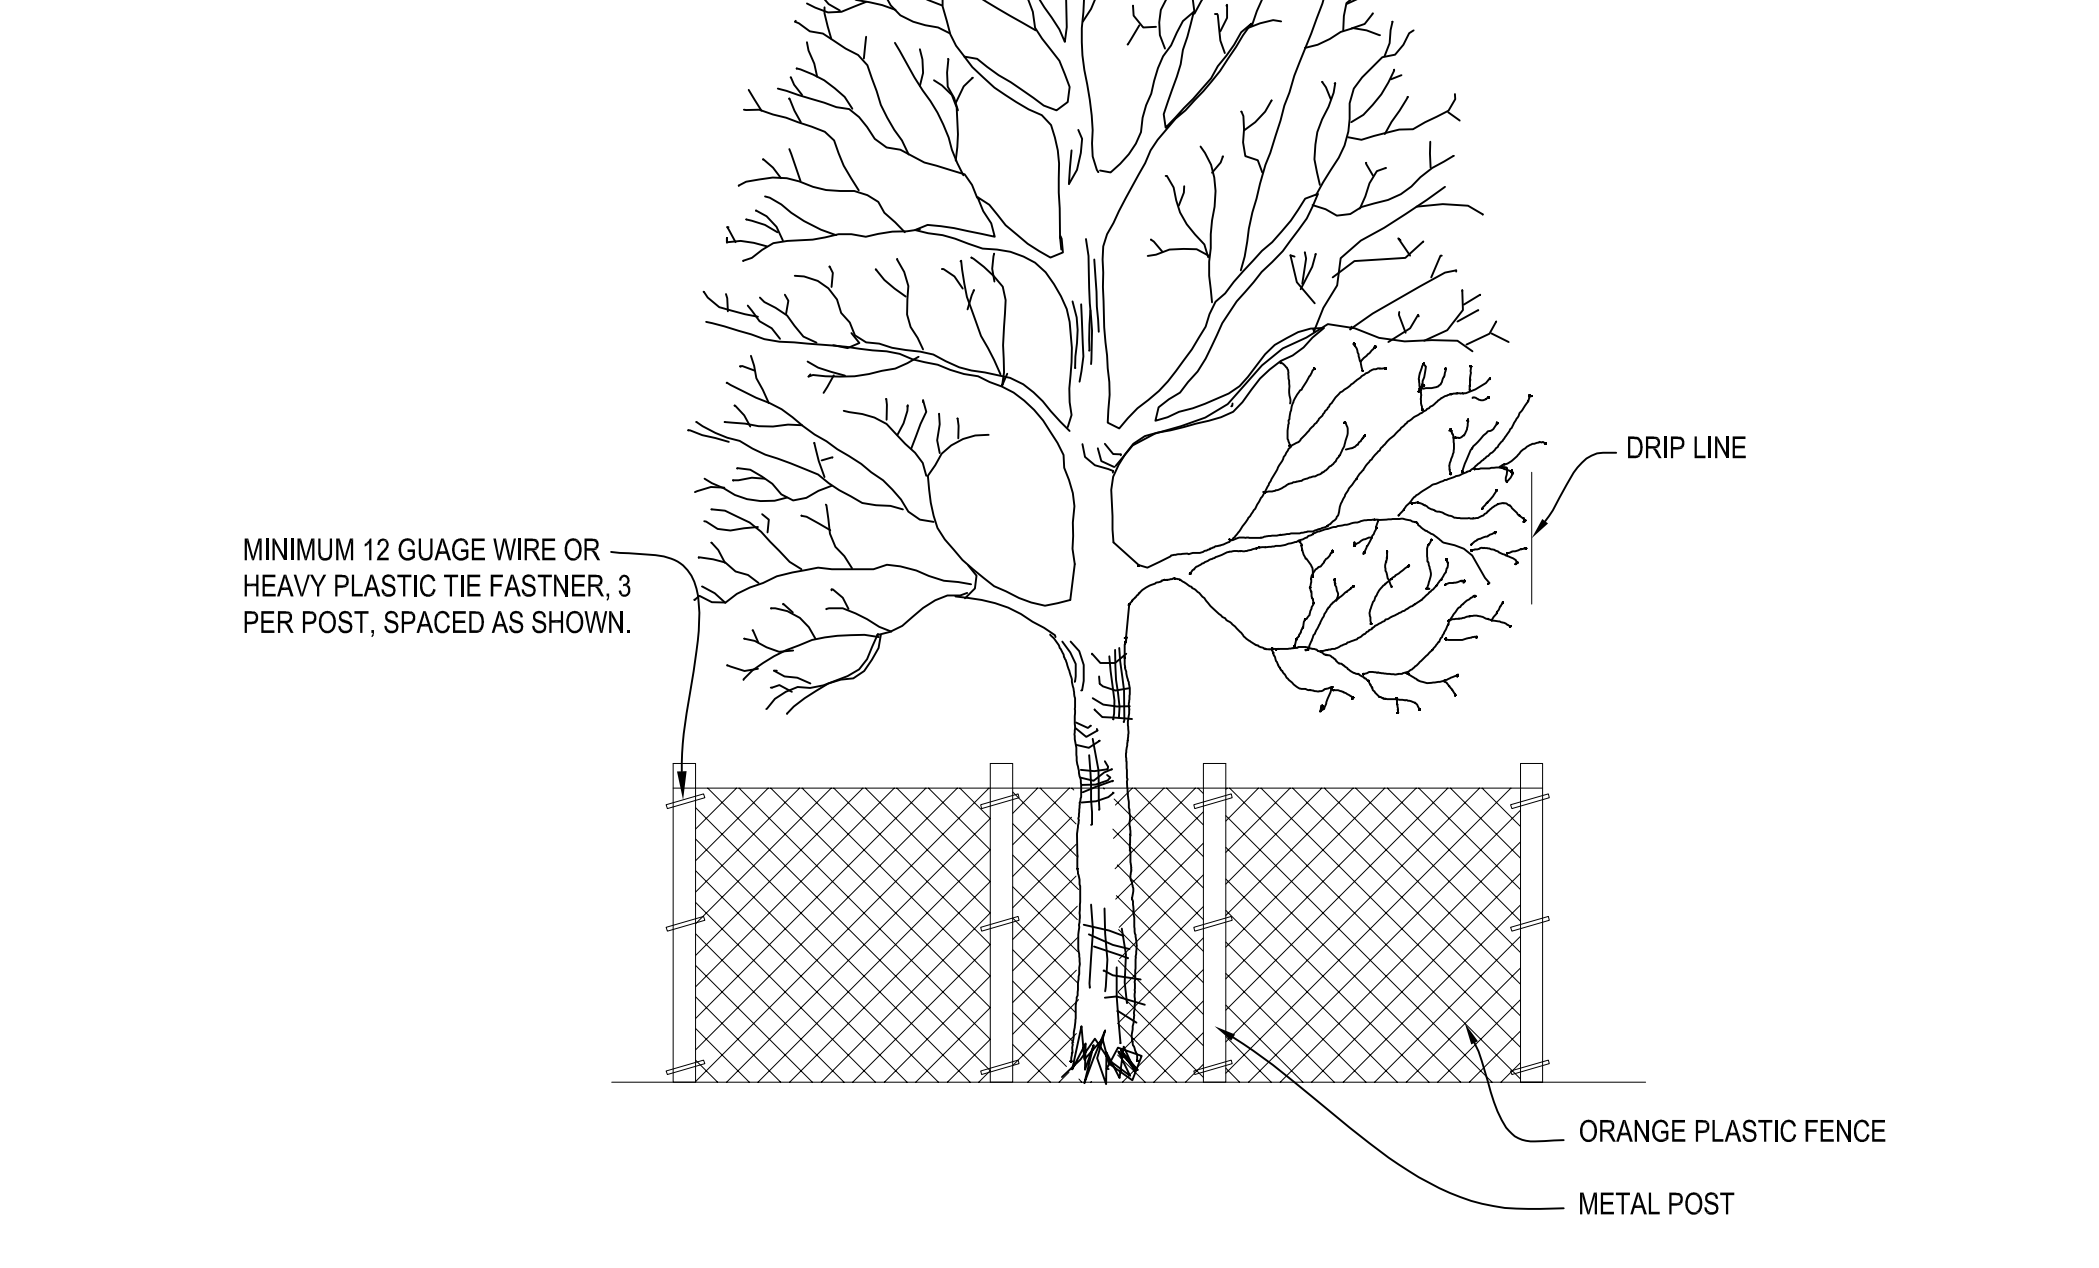 DRIP LINE
MINIMUM 12 GUAGE WIRE OR
HEAVY PLASTIC TIE FASTNER, 3
PER POST, SPACED AS SHOWN.
ORANGE PLASTIC FENCE
METAL POST